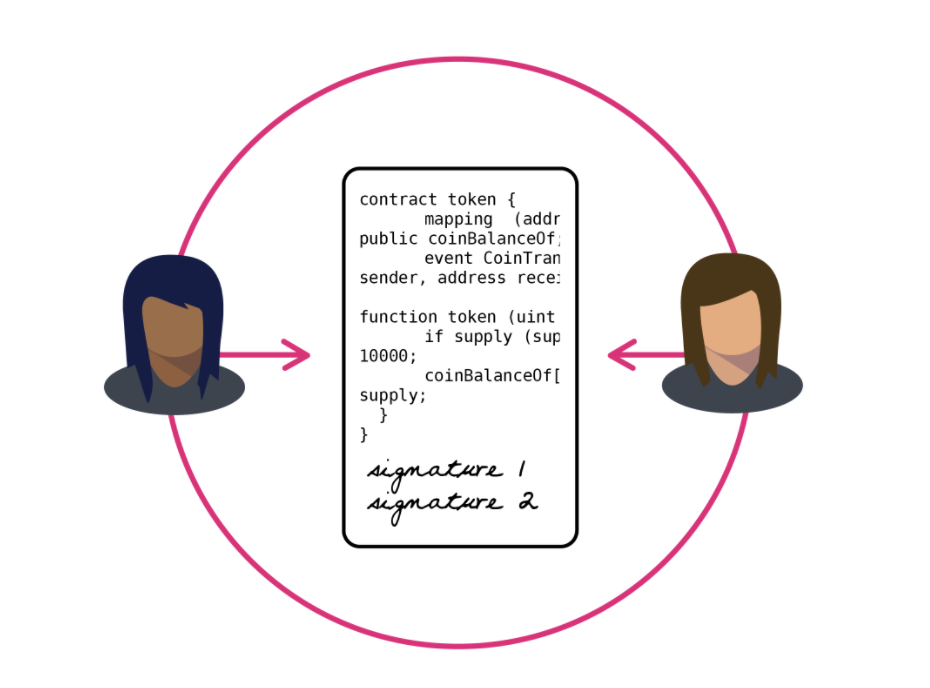 contract token {
mapping (addr
public coinBalanceOf;
event CoinTran
sender, address recei
function token (uint
if supply (sup
10000;
coinBalanceOf[
supply;
}
}
signature 1
signature 2